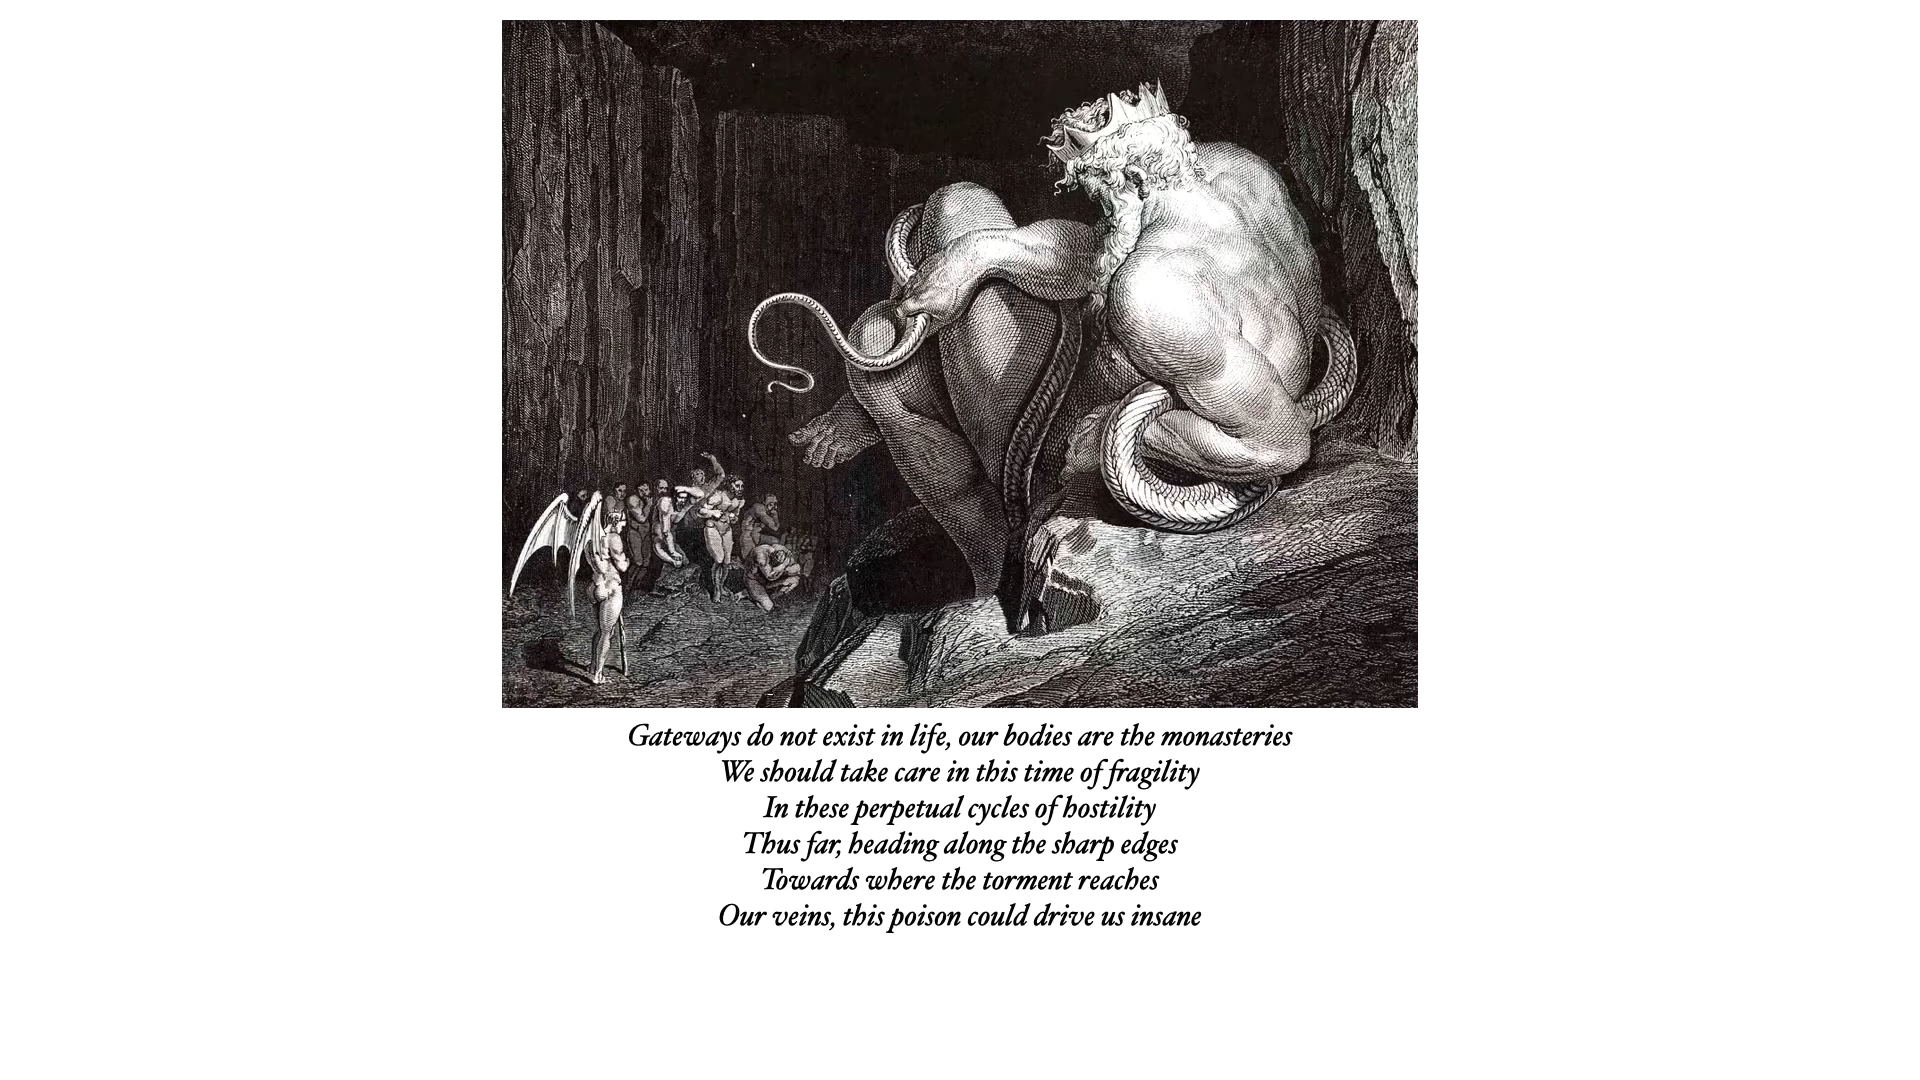 Gateways do not exist in life, our bodies are the monasteries
We should take care in this time of fragility
In these perpetual cycles of hostility
Thus far, heading along the sharp edges
Towards where the torment reaches
Our veins, this poison could drive us insane